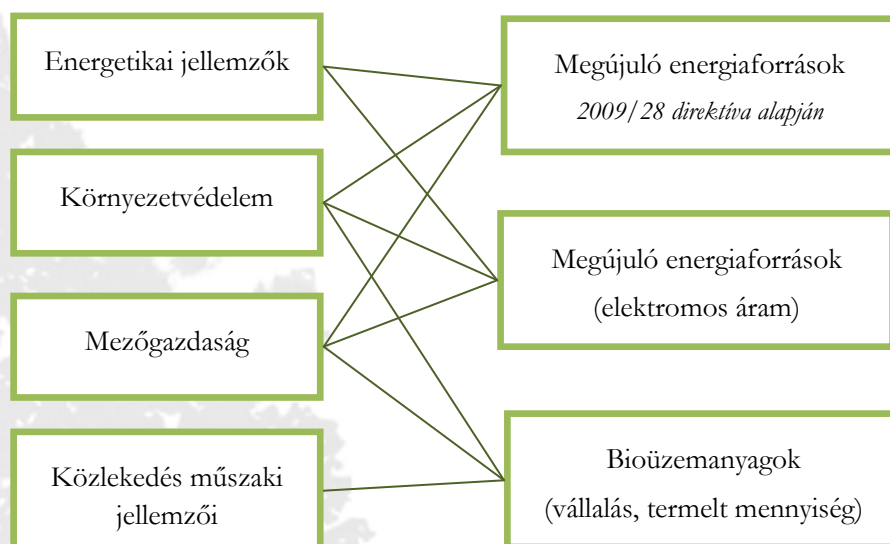 Energetikai jellemzők
Környezetvédelem
Mezőgazdaság
Közlekedés műszaki
jellemzői
Megújuló energiaforrások
2009/28 direktíva alapján
Megújuló energiaforrások
(elektromos áram)
Bioüzemanyagok
(vállalás, termelt mennyiség)